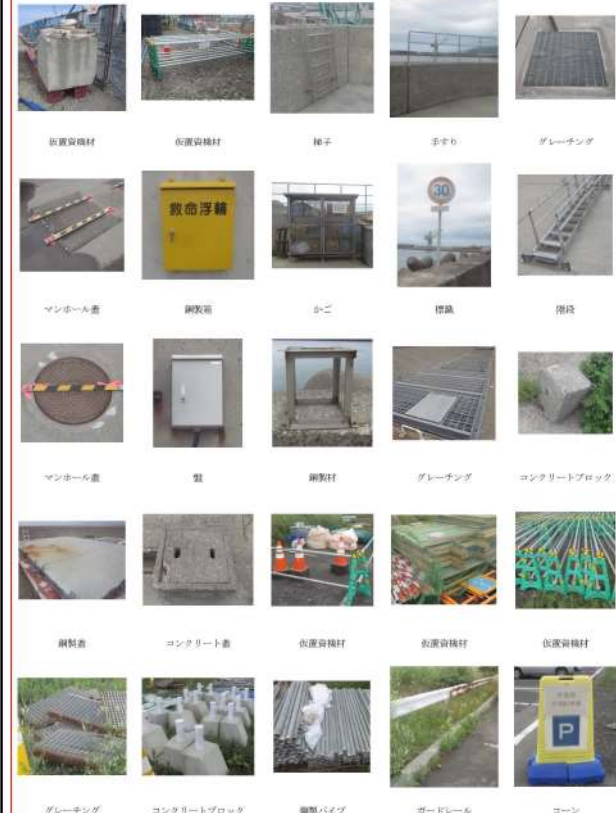 仮置資機材
仮置資機材
梯子
手すり
グレーチング
救命浮輪
30
マンホール蓋
鋼製箱
かご
標識
階段
マンホール蓋
盤
鋼製材
グレーチング
コンクリートブロック
鋼製蓋
コンクリート蓋
仮置資機材
仮置資機材
仮置資機材
P
グレーチング
コンクリートブロック
鋼製パイプ
ガードレール
コーン